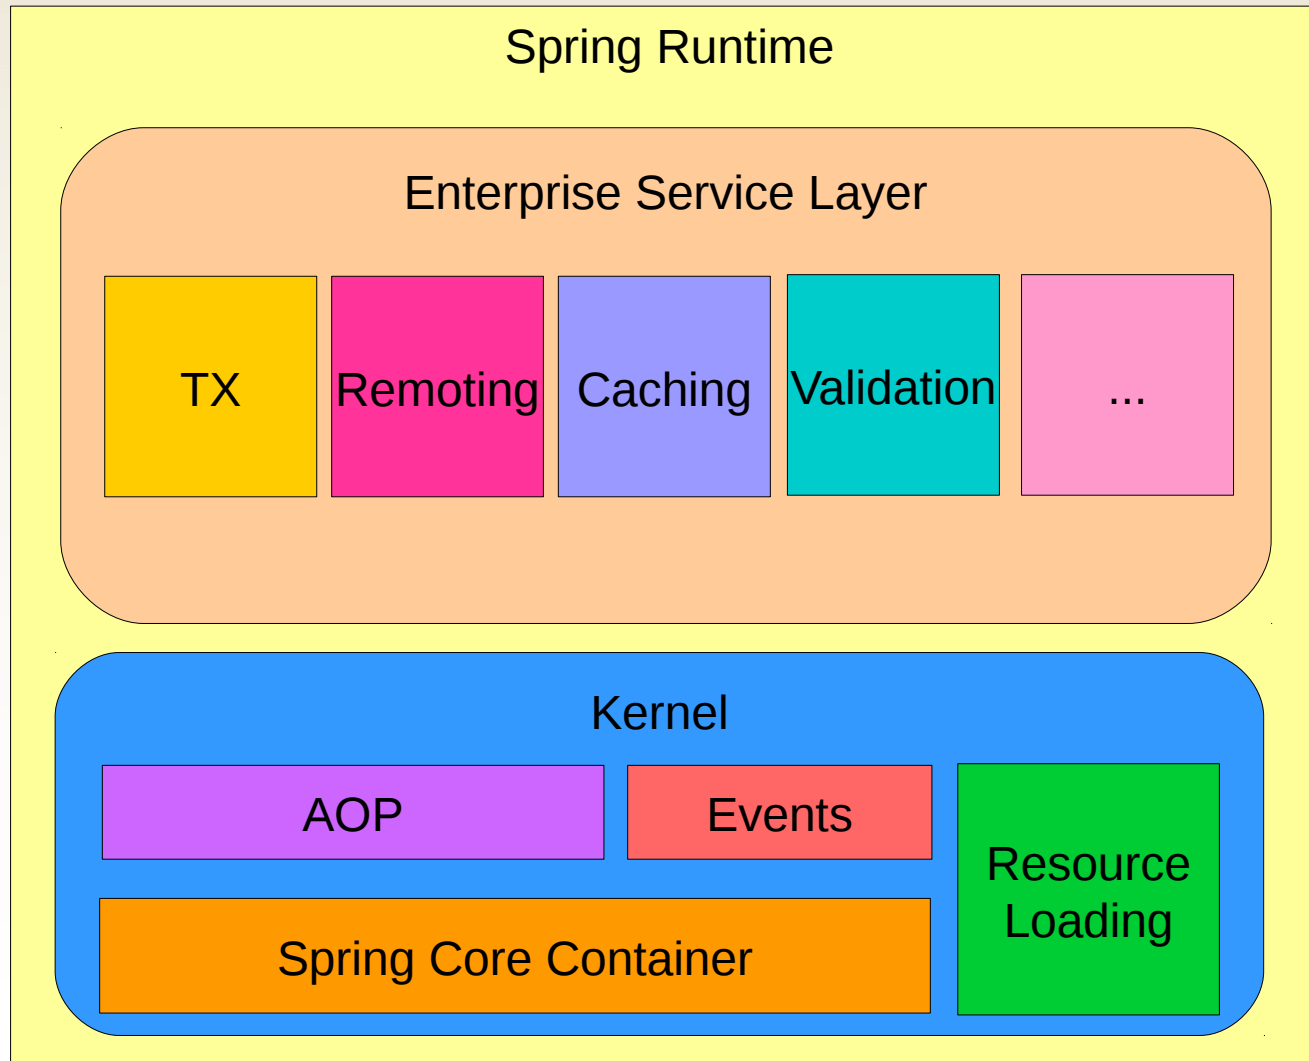 Spring Runtime
Enterprise Service Layer
TX
Remoting
Caching
Validation
...
Kernel
AOP
Events
Resource
Loading
Spring Core Container